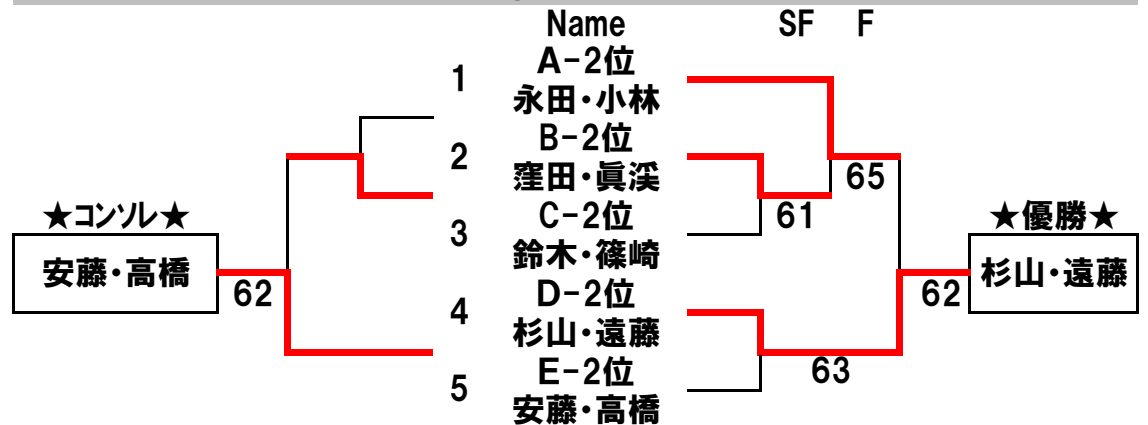 Name SF F
1 A-2位
永田・小林
2 B-2位
窪田・眞渓 65
★コンソル★ 3 C-2位 61 ★優勝★
鈴木・篠崎
安藤・高橋 62 4 D-2位 62 杉山・遠藤
杉山・遠藤
5 E-2位 63
安藤・高橋